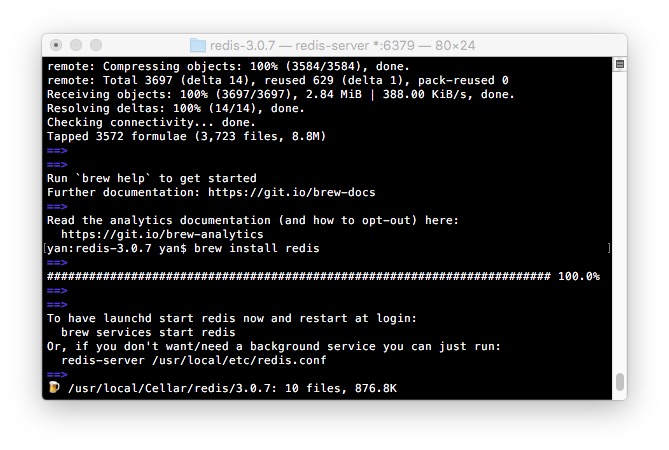 redis-3.0.7 — redis-server *:6379 — 80×24
remote: Compressing objects: 100% (3584/3584), done.
remote: Total 3697 (delta 14), reused 629 (delta 1), pack-reused 0
Receiving objects: 100% (3697/3697), 2.84 MiB | 388.00 KiB/s, done.
Resolving deltas: 100% (14/14), done.
Checking connectivity... done.
Tapped 3572 formulae (3,723 files, 8.8M)
==>
==>
Run `brew help` to get started
Further documentation: https://git.io/brew-docs
==>
Read the analytics documentation (and how to opt-out) here:
  https://git.io/brew-analytics
[yan:redis-3.0.7 yan$ brew install redis ]
==>
######################################################################## 100.0%
==>
==>
To have launchd start redis now and restart at login:
  brew services start redis
Or, if you don't want/need a background service you can just run:
  redis-server /usr/local/etc/redis.conf
==>
🍺 /usr/local/Cellar/redis/3.0.7: 10 files, 876.8K